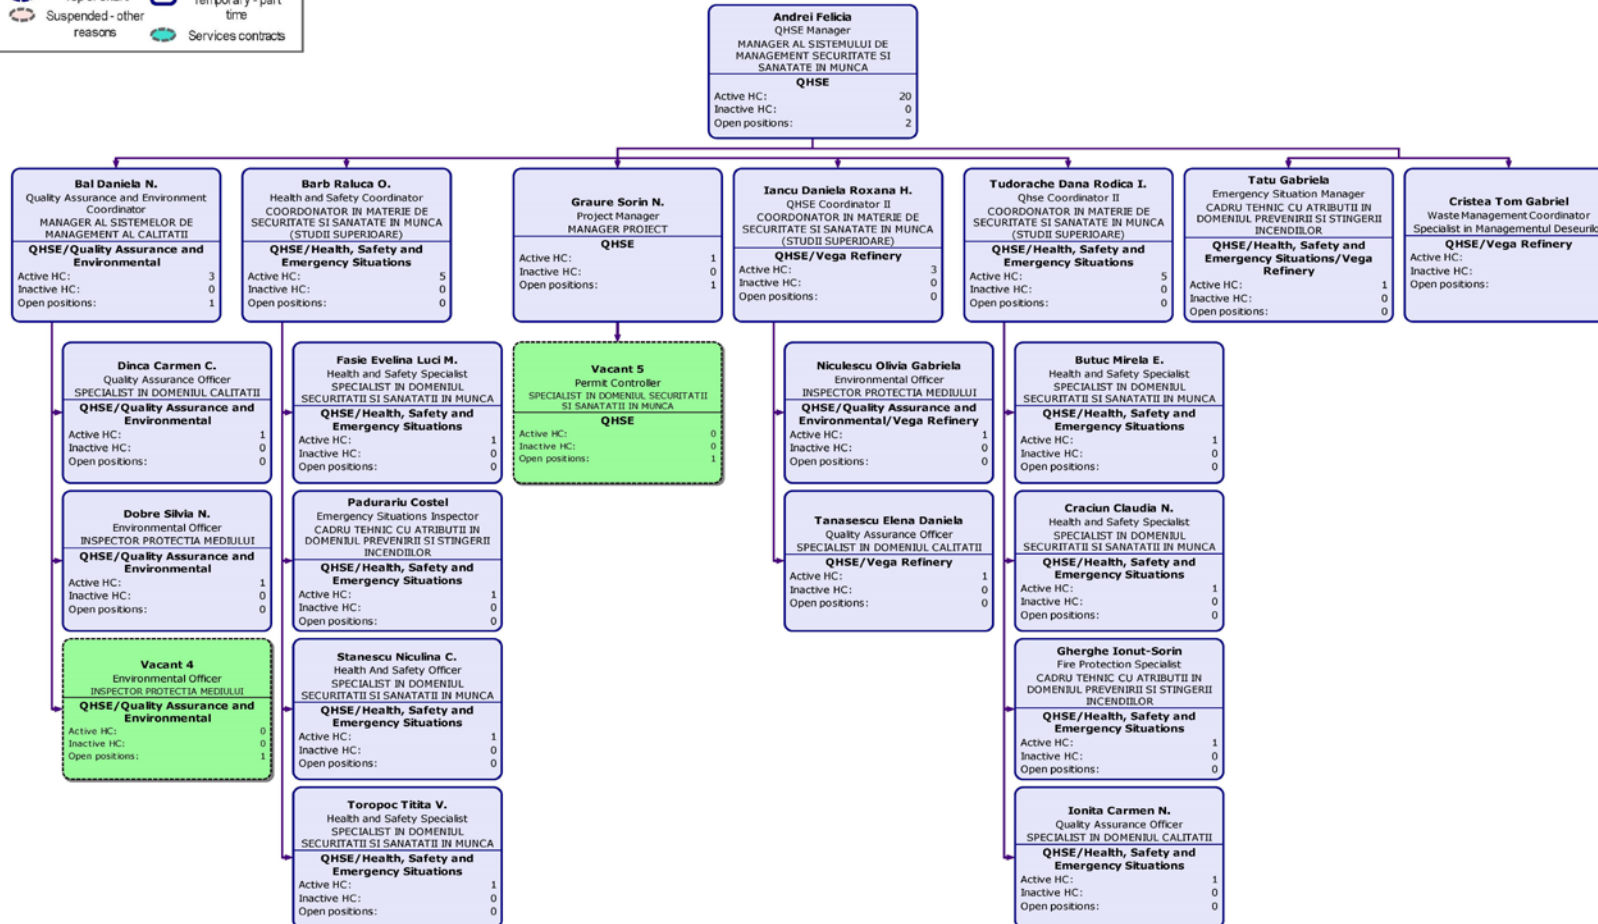 Suspended - other
reasons
Temporary - part
time
Services contracts
Andrei Felicia
QHSE Manager
MANAGER AL SISTEMULUI DE
MANAGEMENT SECURITATE SI
SANATATE IN MUNCA
QHSE
Active HC: 20
Inactive HC: 0
Open positions: 2
Bal Daniela N.
Quality Assurance and Environment
Coordinator
MANAGER AL SISTEMELOR DE
MANAGEMENT AL CALITATII
QHSE/Quality Assurance and
Environmental
Active HC: 3
Inactive HC: 0
Open positions: 1
Barb Raluca O.
Health and Safety Coordinator
COORDONATOR IN MATERIE DE
SECURITATE SI SANATATE IN MUNCA
(STUDII SUPERIOARE)
QHSE/Health, Safety and
Emergency Situations
Active HC: 5
Inactive HC: 0
Open positions: 0
Graure Sorin N.
Project Manager
MANAGER PROIECT
QHSE
Active HC: 1
Inactive HC: 0
Open positions: 1
Iancu Daniela Roxana H.
QHSE Coordinator II
COORDONATOR IN MATERIE DE
SECURITATE SI SANATATE IN MUNCA
(STUDII SUPERIOARE)
QHSE/Vega Refinery
Active HC: 3
Inactive HC: 0
Open positions: 0
Tudorache Dana Rodica I.
Qhse Coordinator II
COORDONATOR IN MATERIE DE
SECURITATE SI SANATATE IN MUNCA
(STUDII SUPERIOARE)
QHSE/Health, Safety and
Emergency Situations
Active HC: 5
Inactive HC: 0
Open positions: 0
Tatu Gabriela
Emergency Situation Manager
CADRU TEHNIC CU ATRIBUTII IN
DOMENIUL PREVENIRII SI STINGERII
INCENDIILOR
QHSE/Health, Safety and
Emergency Situations/Vega
Refinery
Active HC: 1
Inactive HC: 0
Open positions: 0
Cristea Tom Gabriel
Waste Management Coordinator
Specialist in Managementul
QHSE/Vega Refinery
Active HC:
Inactive HC:
Open positions:
Dinca Carmen C.
Quality Assurance Officer
SPECIALIST IN DOMENIUL CALITATII
QHSE/Quality Assurance and
Environmental
Active HC: 1
Inactive HC: 0
Open positions: 0
Dobre Silvia N.
Environmental Officer
INSPECTOR PROTECTIA MEDIULUI
QHSE/Quality Assurance and
Environmental
Active HC: 1
Inactive HC: 0
Open positions: 0
Vacant 4
Environmental Officer
INSPECTOR PROTECTIA MEDIULUI
QHSE/Quality Assurance and
Environmental
Active HC: 0
Inactive HC: 0
Open positions: 1
Fasie Evelina Luci M.
Health and Safety Specialist
SPECIALIST IN DOMENIUL
SECURITATII SI SANATATII IN MUNCA
QHSE/Health, Safety and
Emergency Situations
Active HC: 1
Inactive HC: 0
Open positions: 0
Padurariu Costel
Emergency Situations Inspector
CADRU TEHNIC CU ATRIBUTII IN
DOMENIUL PREVENIRII SI STINGERII
INCENDIILOR
QHSE/Health, Safety and
Emergency Situations
Active HC: 1
Inactive HC: 0
Open positions: 0
Stanescu Niculina C.
Health And Safety Officer
SPECIALIST IN DOMENIUL
SECURITATII SI SANATATII IN MUNCA
QHSE/Health, Safety and
Emergency Situations
Active HC: 1
Inactive HC: 0
Open positions: 0
Toropoc Titita V.
Health and Safety Specialist
SPECIALIST IN DOMENIUL
SECURITATII SI SANATATII IN MUNCA
QHSE/Health, Safety and
Emergency Situations
Active HC: 1
Inactive HC: 0
Open positions: 0
Vacant 5
Permit Controller
SPECIALIST IN DOMENIUL SECURITATII
SI SANATATII IN MUNCA
QHSE
Active HC: 0
Inactive HC: 0
Open positions: 1
Niculescu Olivia Gabriela
Environmental Officer
INSPECTOR PROTECTIA MEDIULUI
QHSE/Quality Assurance and
Environmental/Vega Refinery
Active HC: 1
Inactive HC: 0
Open positions: 0
Tanasescu Elena Daniela
Quality Assurance Officer
SPECIALIST IN DOMENIUL CALITATII
QHSE/Vega Refinery
Active HC: 1
Inactive HC: 0
Open positions: 0
Butuc Mirela E.
Health and Safety Specialist
SPECIALIST IN DOMENIUL
SECURITATII SI SANATATII IN MUNCA
QHSE/Health, Safety and
Emergency Situations
Active HC: 1
Inactive HC: 0
Open positions: 0
Craciun Claudia N.
Health and Safety Specialist
SPECIALIST IN DOMENIUL
SECURITATII SI SANATATII IN MUNCA
QHSE/Health, Safety and
Emergency Situations
Active HC: 1
Inactive HC: 0
Open positions: 0
Gherghe Ionut-Sorin
Fire Protection Specialist
CADRU TEHNIC CU ATRIBUTII IN
DOMENIUL PREVENIRII SI STINGERII
INCENDIILOR
QHSE/Health, Safety and
Emergency Situations
Active HC: 1
Inactive HC: 0
Open positions: 0
Ionita Carmen N.
Quality Assurance Officer
SPECIALIST IN DOMENIUL CALITATII
QHSE/Health, Safety and
Emergency Situations
Active HC: 1
Inactive HC: 0
Open positions: 0